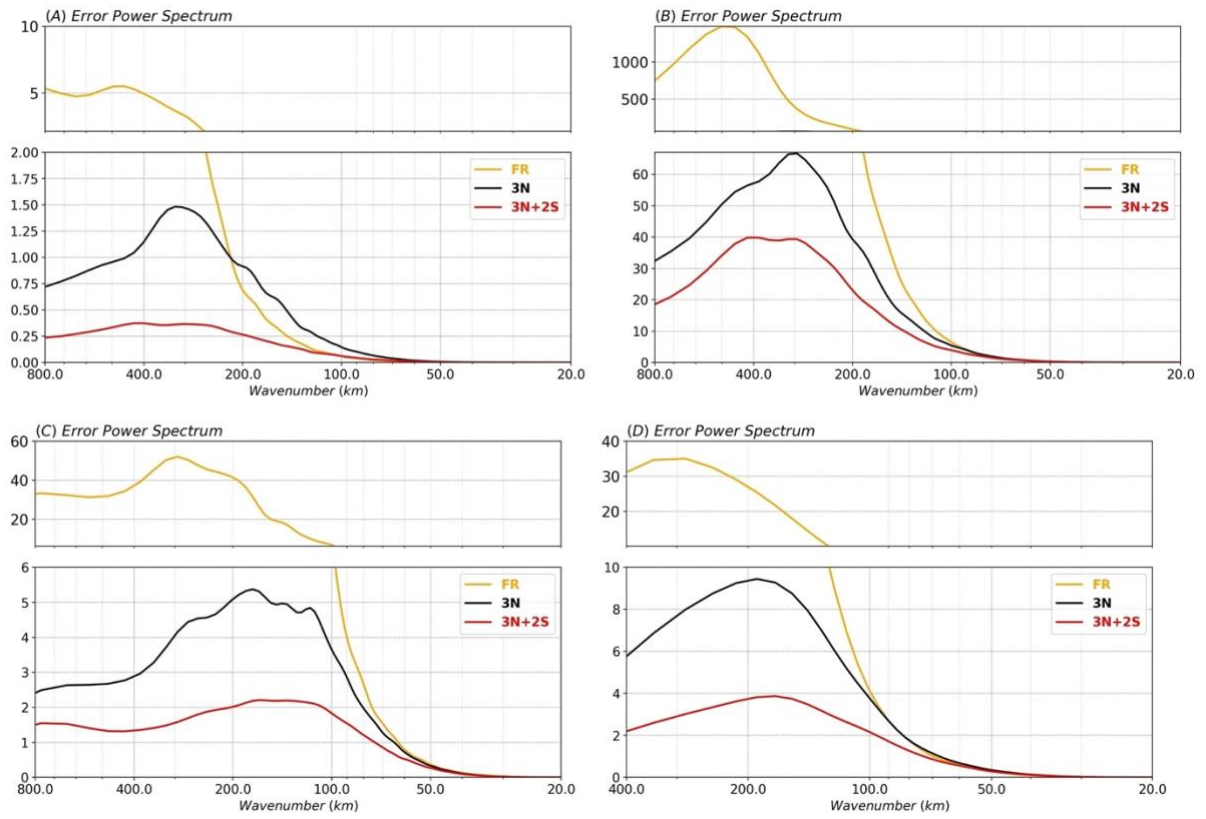 (A) Error Power Spectrum
10
5
2.00
1.75
1.50
1.25
1.00
0.75
0.50
0.25
0.00
FR
3N
3N+2S
800.0 400.0 200.0 100.0 50.0 20.0
Wavenumber (km)
(B) Error Power Spectrum
1000
500
60
50
40
30
20
10
0
FR
3N
3N+2S
800.0 400.0 200.0 100.0 50.0 20.0
Wavenumber (km)
(C) Error Power Spectrum
60
40
20
6
5
4
3
2
1
0
FR
3N
3N+2S
800.0 400.0 200.0 100.0 50.0 20.0
Wavenumber (km)
(D) Error Power Spectrum
40
30
20
10
8
6
4
2
0
FR
3N
3N+2S
400.0 200.0 100.0 50.0 20.0
Wavenumber (km)